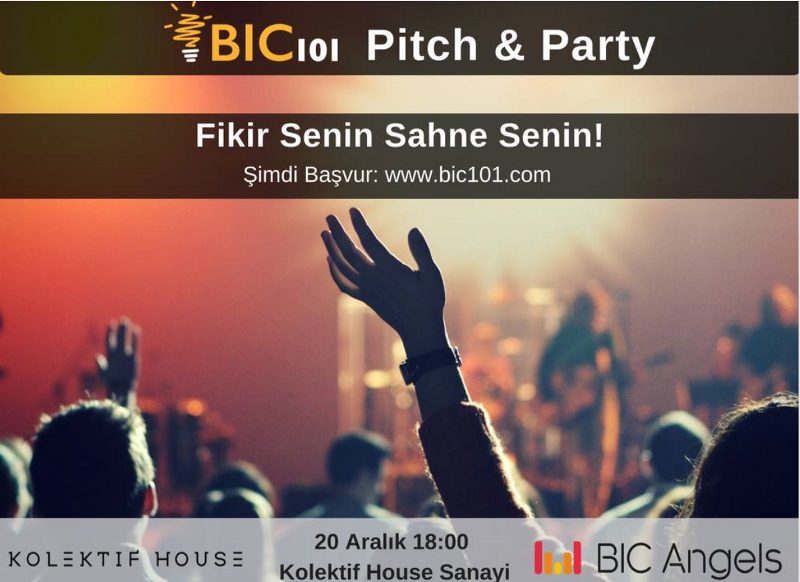 BIC101 Pitch & Party
Fikir Senin Sahne Senin!
Şimdi Başvur: www.bic101.com
20 Aralık 18:00
KOLEKTIF HOUSE
Kolektif House Sanayi
BIC Angels